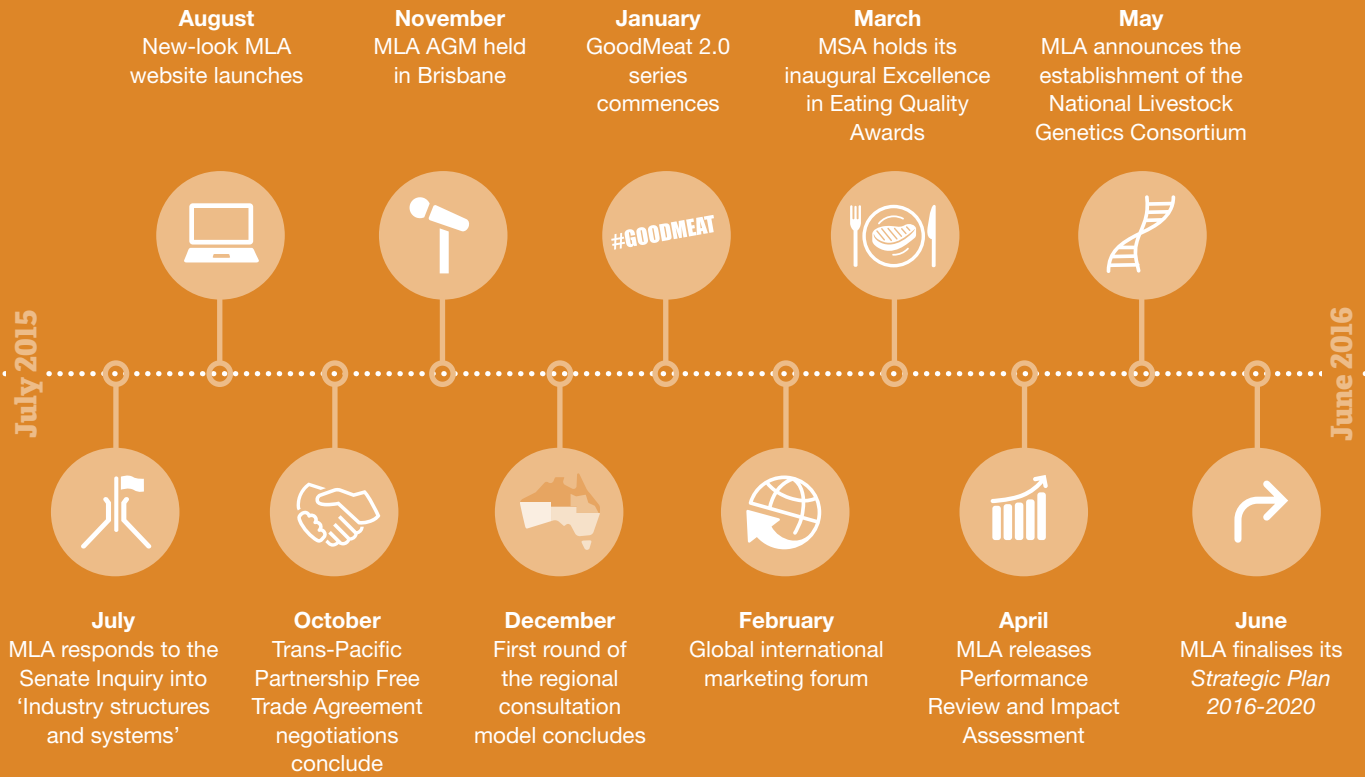 August
New-look MLA
website launches
November
MLA AGM held
in Brisbane
January
GoodMeat 2.0
series
commences
March
MSA holds its
inaugural Excellence
in Eating Quality
Awards
May
MLA announces the
establishment of the
National Livestock
Genetics Consortium
#GOODMEAT
July 2015
June 2016
July
MLA responds to the
Senate Inquiry into
‘Industry structures
and systems’
October
Trans-Pacific
Partnership Free
Trade Agreement
negotiations
conclude
December
First round of
the regional
consultation
model concludes
February
Global international
marketing forum
April
MLA releases
Performance
Review and Impact
Assessment
June
MLA finalises its
Strategic Plan
2016-2020